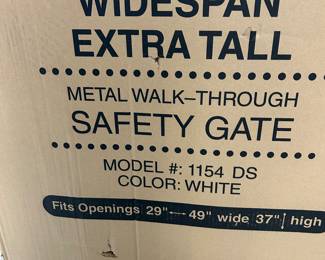 WIDESPAN
EXTRA TALL
METAL WALK–THROUGH
SAFETY GATE
MODEL #: 1154 DS
COLOR: WHITE
Fits Openings 29" ↔ 49" wide 37" high